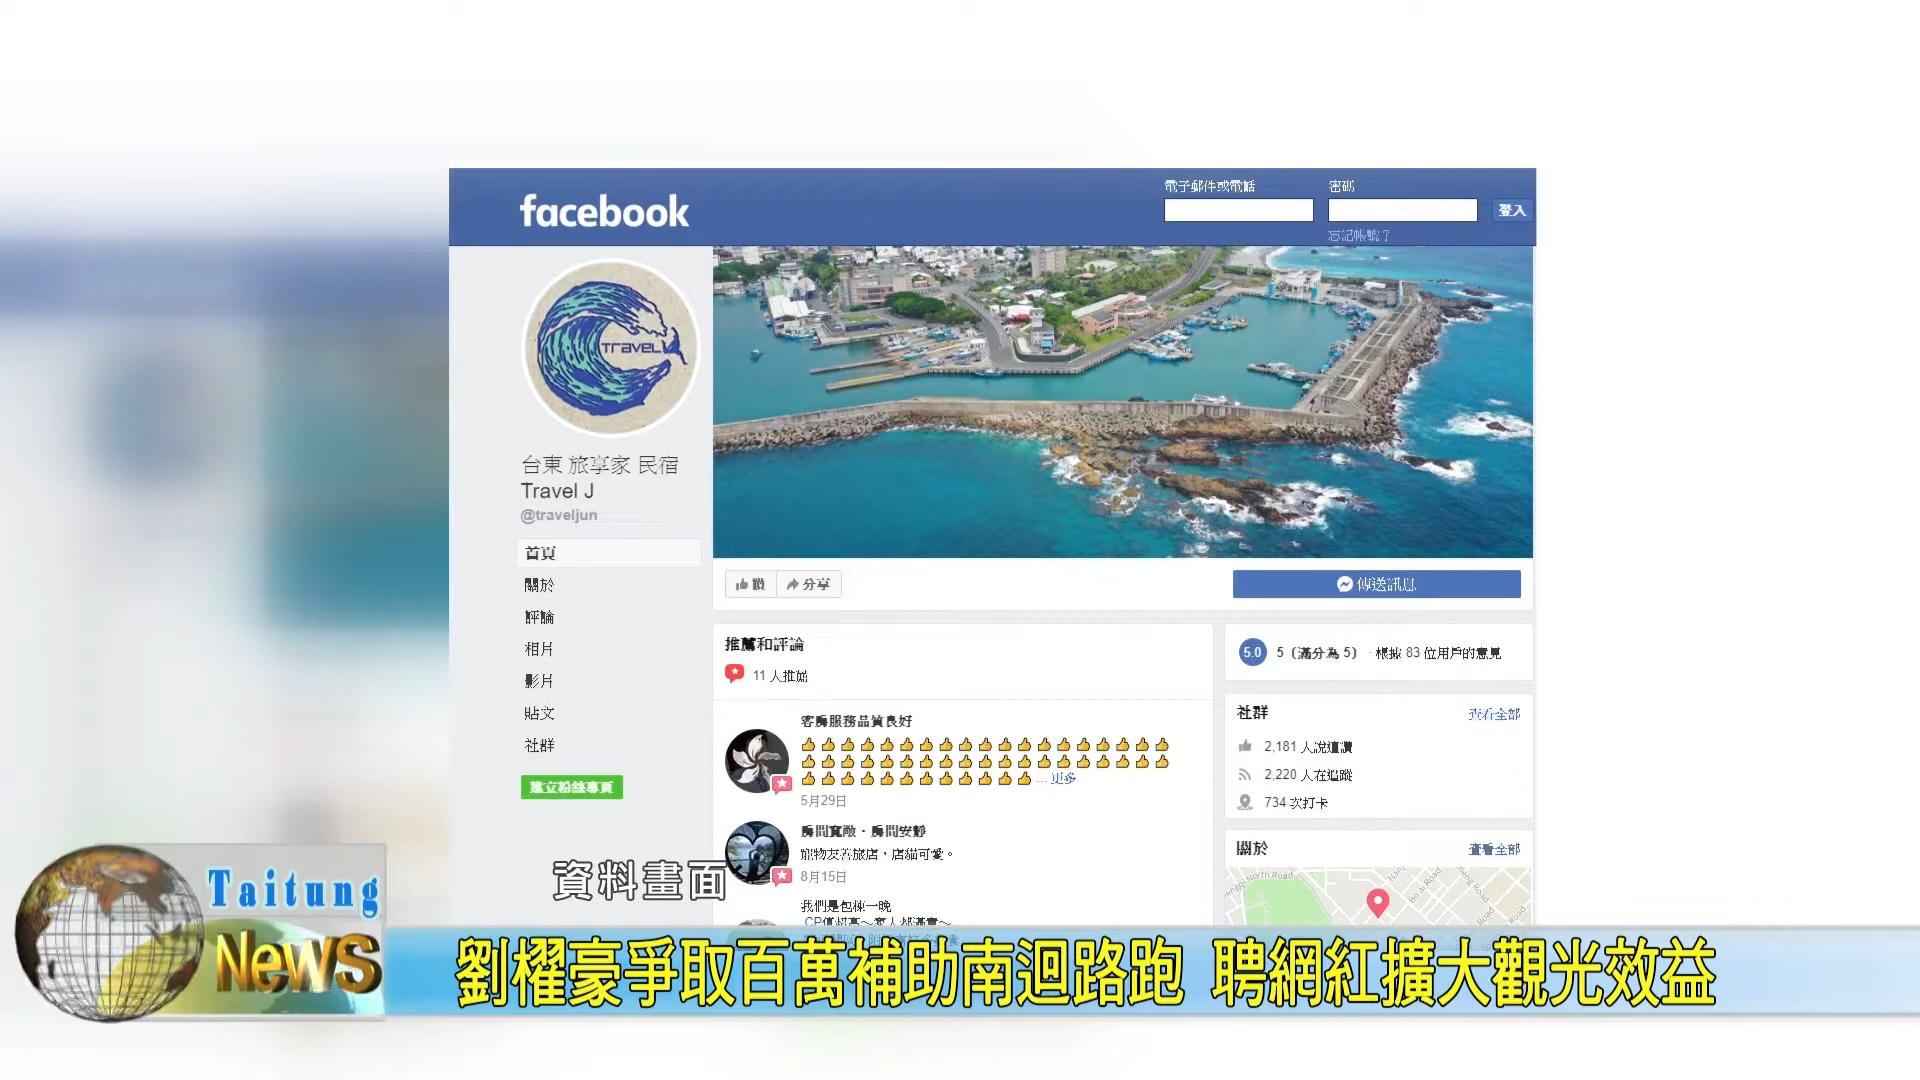 facebook
電子郵件或電話
密碼
登入
忘記帳號？
TRAVEL
台東 旅享家 民宿
Travel J
@traveljun
首頁
關於
評論
相片
影片
貼文
社群
建立粉絲專頁
讚
分享
傳送訊息
推薦和評論
11 人推薦
客房服務品質良好
👍👍👍👍👍👍👍👍👍👍👍👍👍👍👍👍👍👍👍
👍👍👍👍👍👍👍👍👍👍👍👍👍👍👍👍👍👍👍
👍👍👍👍👍👍👍👍👍👍👍👍 ... 更多
5月29日
房間寬敞・房間安靜
寵物友善旅店，店貓可愛。
8月15日
我們是包棟一晚
5.0 5（滿分為 5）· 根據 83 位用戶的意見
社群
查看全部
2,181 人說這讚
2,220 人在追蹤
734 次打卡
關於
查看全部
North Road
Bo'ai Road
Road
資料畫面
Taitung
News
劉櫂豪爭取百萬補助南迴路跑 聘網紅擴大觀光效益